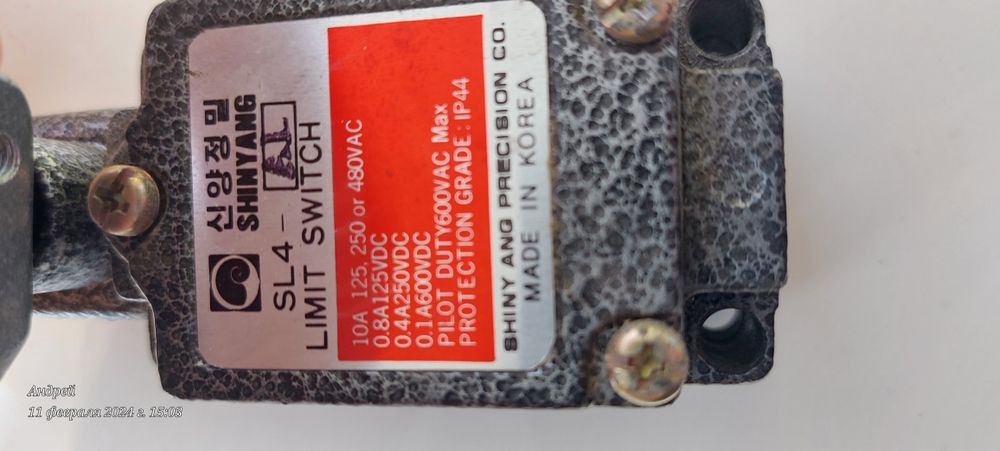 신양정밀
SHINYANG
SL4 - AL
LIMIT SWITCH
10A 125, 250 or 480VAC
0.8A125VDC
0.4A250VDC
0.1A600VDC
PILOT DUTY600VAC Max
PROTECTION GRADE : IP44
SHINY ANG PRECISION CO.
MADE IN KOREA
Андрей
11 февраля 2024 г. 15:03